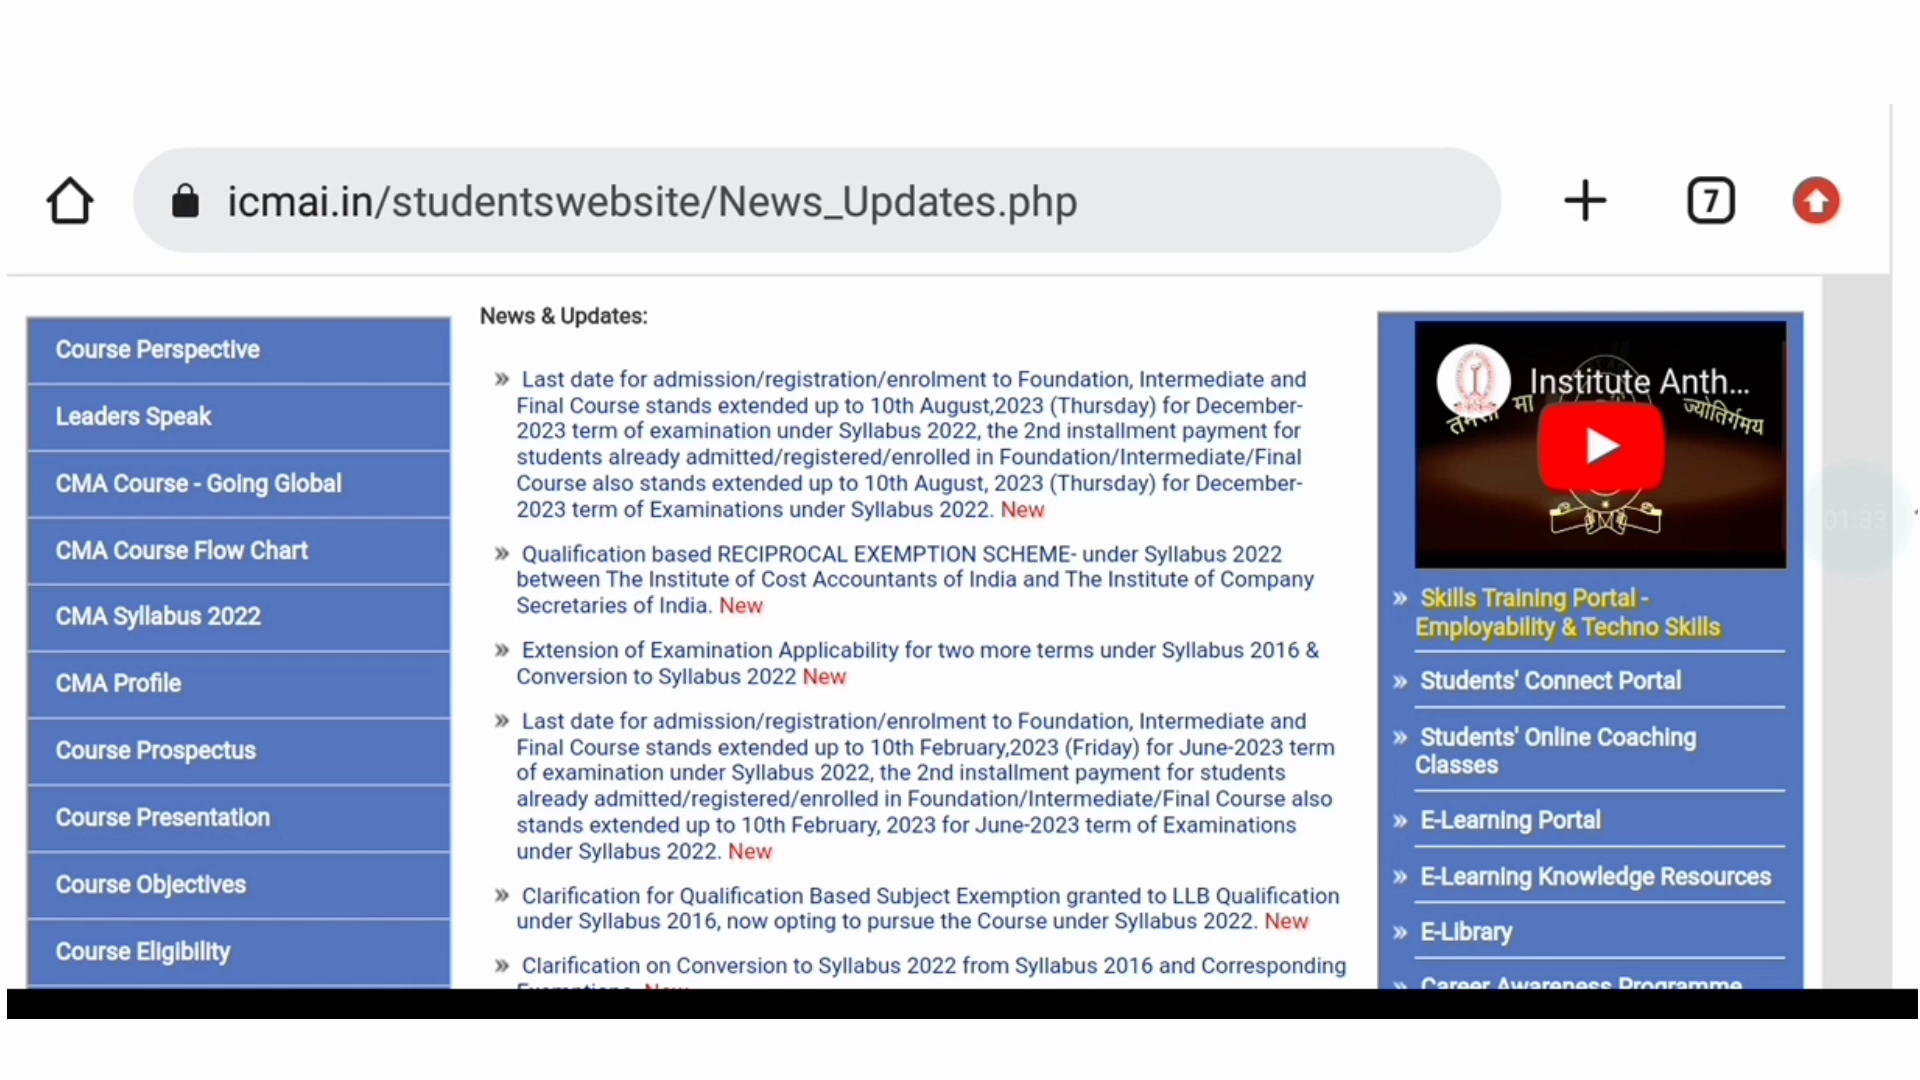 icmai.in/studentswebsite/News_Updates.php
7
Course Perspective
Leaders Speak
CMA Course - Going Global
CMA Course Flow Chart
CMA Syllabus 2022
CMA Profile
Course Prospectus
Course Presentation
Course Objectives
Course Eligibility
News & Updates:
» Last date for admission/registration/enrolment to Foundation, Intermediate and
Final Course stands extended up to 10th August,2023 (Thursday) for December-
2023 term of examination under Syllabus 2022, the 2nd installment payment for
students already admitted/registered/enrolled in Foundation/Intermediate/Final
Course also stands extended up to 10th August, 2023 (Thursday) for December-
2023 term of Examinations under Syllabus 2022. New
» Qualification based RECIPROCAL EXEMPTION SCHEME- under Syllabus 2022
between The Institute of Cost Accountants of India and The Institute of Company
Secretaries of India. New
» Extension of Examination Applicability for two more terms under Syllabus 2016 &
Conversion to Syllabus 2022 New
» Last date for admission/registration/enrolment to Foundation, Intermediate and
Final Course stands extended up to 10th February,2023 (Friday) for June-2023 term
of examination under Syllabus 2022, the 2nd installment payment for students
already admitted/registered/enrolled in Foundation/Intermediate/Final Course also
stands extended up to 10th February, 2023 for June-2023 term of Examinations
under Syllabus 2022. New
» Clarification for Qualification Based Subject Exemption granted to LLB Qualification
under Syllabus 2016, now opting to pursue the Course under Syllabus 2022. New
» Clarification on Conversion to Syllabus 2022 from Syllabus 2016 and Corresponding
Exemptions. New
Institute Anth...
मा ज्योतिर्गमय
» Skills Training Portal -
Employability & Techno Skills
» Students' Connect Portal
» Students' Online Coaching
Classes
» E-Learning Portal
» E-Learning Knowledge Resources
» E-Library
» Career Awareness Programme
01:33